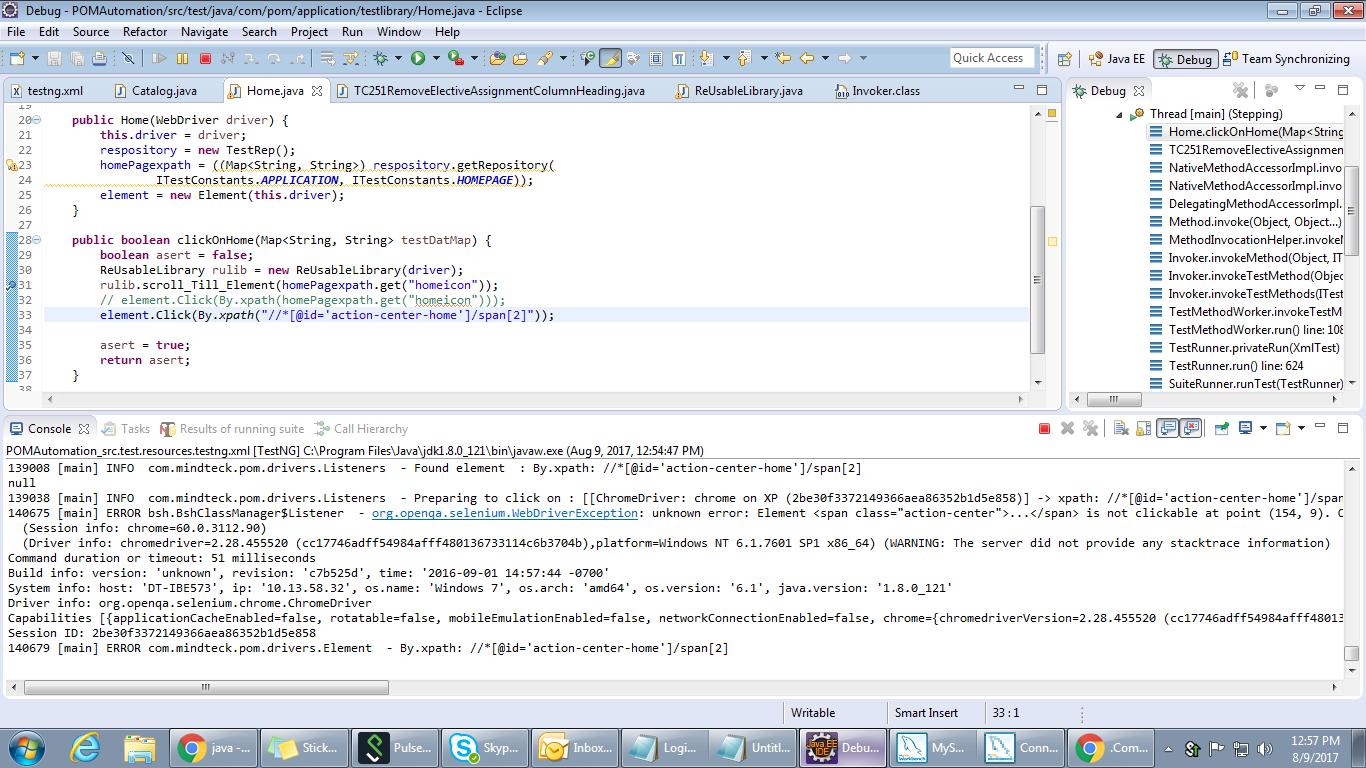 Debug - POMAutomation/src/test/java/com/pom/application/testlibrary/Home.java - Eclipse
File Edit Source Refactor Navigate Search Project Run Window Help
Quick Access Java EE Debug Team Synchronizing
testng.xml Catalog.java Home.java TC251RemoveElectiveAssignmentColumnHeading.java ReUsableLibrary.java Invoker.class
19
20 public Home(WebDriver driver) {
21 this.driver = driver;
22 respository = new TestRep();
23 homePagexpath = ((Map<String, String>) respository.getRepository(
24 ITestConstants.APPLICATION, ITestConstants.HOMEPAGE));
25 element = new Element(this.driver);
26 }
27
28 public boolean clickOnHome(Map<String, String> testDatMap) {
29 boolean asert = false;
30 ReUsableLibrary rulib = new ReUsableLibrary(driver);
31 rulib.scroll_Till_Element(homePagexpath.get("homeicon"));
32 // element.Click(By.xpath(homePagexpath.get("homeicon")));
33 element.Click(By.xpath("//*[@id='action-center-home']/span[2]"));
34
35 asert = true;
36 return asert;
37 }
38
Debug
Thread [main] (Stepping)
Home.clickOnHome(Map<String
TC251RemoveElectiveAssignmen
NativeMethodAccessorImpl.invo
NativeMethodAccessorImpl.invo
DelegatingMethodAccessorImpl.
Method.invoke(Object, Object...)
MethodInvocationHelper.invokeM
Invoker.invokeMethod(Object, IT
Invoker.invokeTestMethod(Objec
Invoker.invokeTestMethods(ITes
TestMethodWorker.invokeTestM
TestMethodWorker.run() line: 108
TestRunner.privateRun(XmlTest)
TestRunner.run() line: 624
SuiteRunner.runTest(TestRunner)
Console Tasks Results of running suite Call Hierarchy
POMAutomation_src.test.resources.testng.xml [TestNG] C:\Program Files\Java\jdk1.8.0_121\bin\javaw.exe (Aug 9, 2017, 12:54:47 PM)
139008 [main] INFO com.mindteck.pom.drivers.Listeners - Found element : By.xpath: //*[@id='action-center-home']/span[2]
null
139038 [main] INFO com.mindteck.pom.drivers.Listeners - Preparing to click on : [[ChromeDriver: chrome on XP (2be30f3372149366aea86352b1d5e858)] -> xpath: //*[@id='action-center-home']/span
140675 [main] ERROR bsh.BshClassManager$Listener - org.openqa.selenium.WebDriverException: unknown error: Element <span class="action-center">...</span> is not clickable at point (154, 9). O
(Session info: chrome=60.0.3112.90)
(Driver info: chromedriver=2.28.455520 (cc17746adff54984afff480136733114c6b3704b),platform=Windows NT 6.1.7601 SP1 x86_64) (WARNING: The server did not provide any stacktrace information)
Command duration or timeout: 51 milliseconds
Build info: version: 'unknown', revision: 'c7b525d', time: '2016-09-01 14:57:44 -0700'
System info: host: 'DT-IBE573', ip: '10.13.58.32', os.name: 'Windows 7', os.arch: 'amd64', os.version: '6.1', java.version: '1.8.0_121'
Driver info: org.openqa.selenium.chrome.ChromeDriver
Capabilities [{applicationCacheEnabled=false, rotatable=false, mobileEmulationEnabled=false, networkConnectionEnabled=false, chrome={chromedriverVersion=2.28.455520 (cc17746adff54984afff48013
Session ID: 2be30f3372149366aea86352b1d5e858
140679 [main] ERROR com.mindteck.pom.drivers.Element - By.xpath: //*[@id='action-center-home']/span[2]
Writable Smart Insert 33 : 1
java -... Stick... Pulse... Skyp... Inbox... Logi... Untitl... Debu... MyS... Conn... .Com...
12:57 PM
8/9/2017